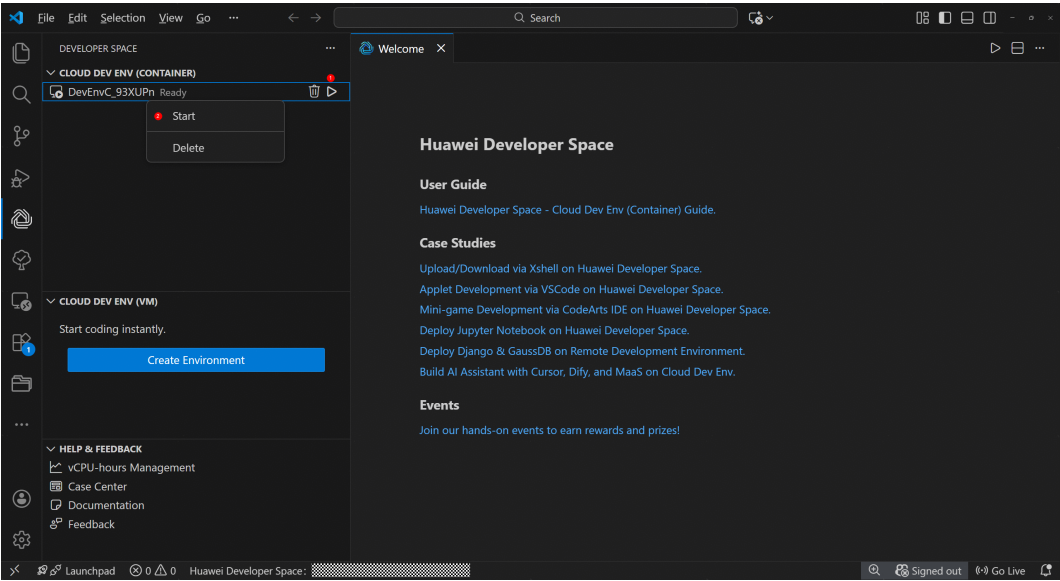 File Edit Selection View Go ··· Search
DEVELOPER SPACE ···
CLOUD DEV ENV (CONTAINER)
1
DevEnvC_93XUPn Ready
2 Start
Delete
CLOUD DEV ENV (VM)
Start coding instantly.
Create Environment
1
HELP & FEEDBACK
vCPU-hours Management
Case Center
Documentation
Feedback
Welcome
Huawei Developer Space
User Guide
Huawei Developer Space - Cloud Dev Env (Container) Guide.
Case Studies
Upload/Download via Xshell on Huawei Developer Space.
Applet Development via VSCode on Huawei Developer Space.
Mini-game Development via CodeArts IDE on Huawei Developer Space.
Deploy Jupyter Notebook on Huawei Developer Space.
Deploy Django & GaussDB on Remote Development Environment.
Build AI Assistant with Cursor, Dify, and MaaS on Cloud Dev Env.
Events
Join our hands-on events to earn rewards and prizes!
Launchpad 0 0 Huawei Developer Space: Signed out Go Live